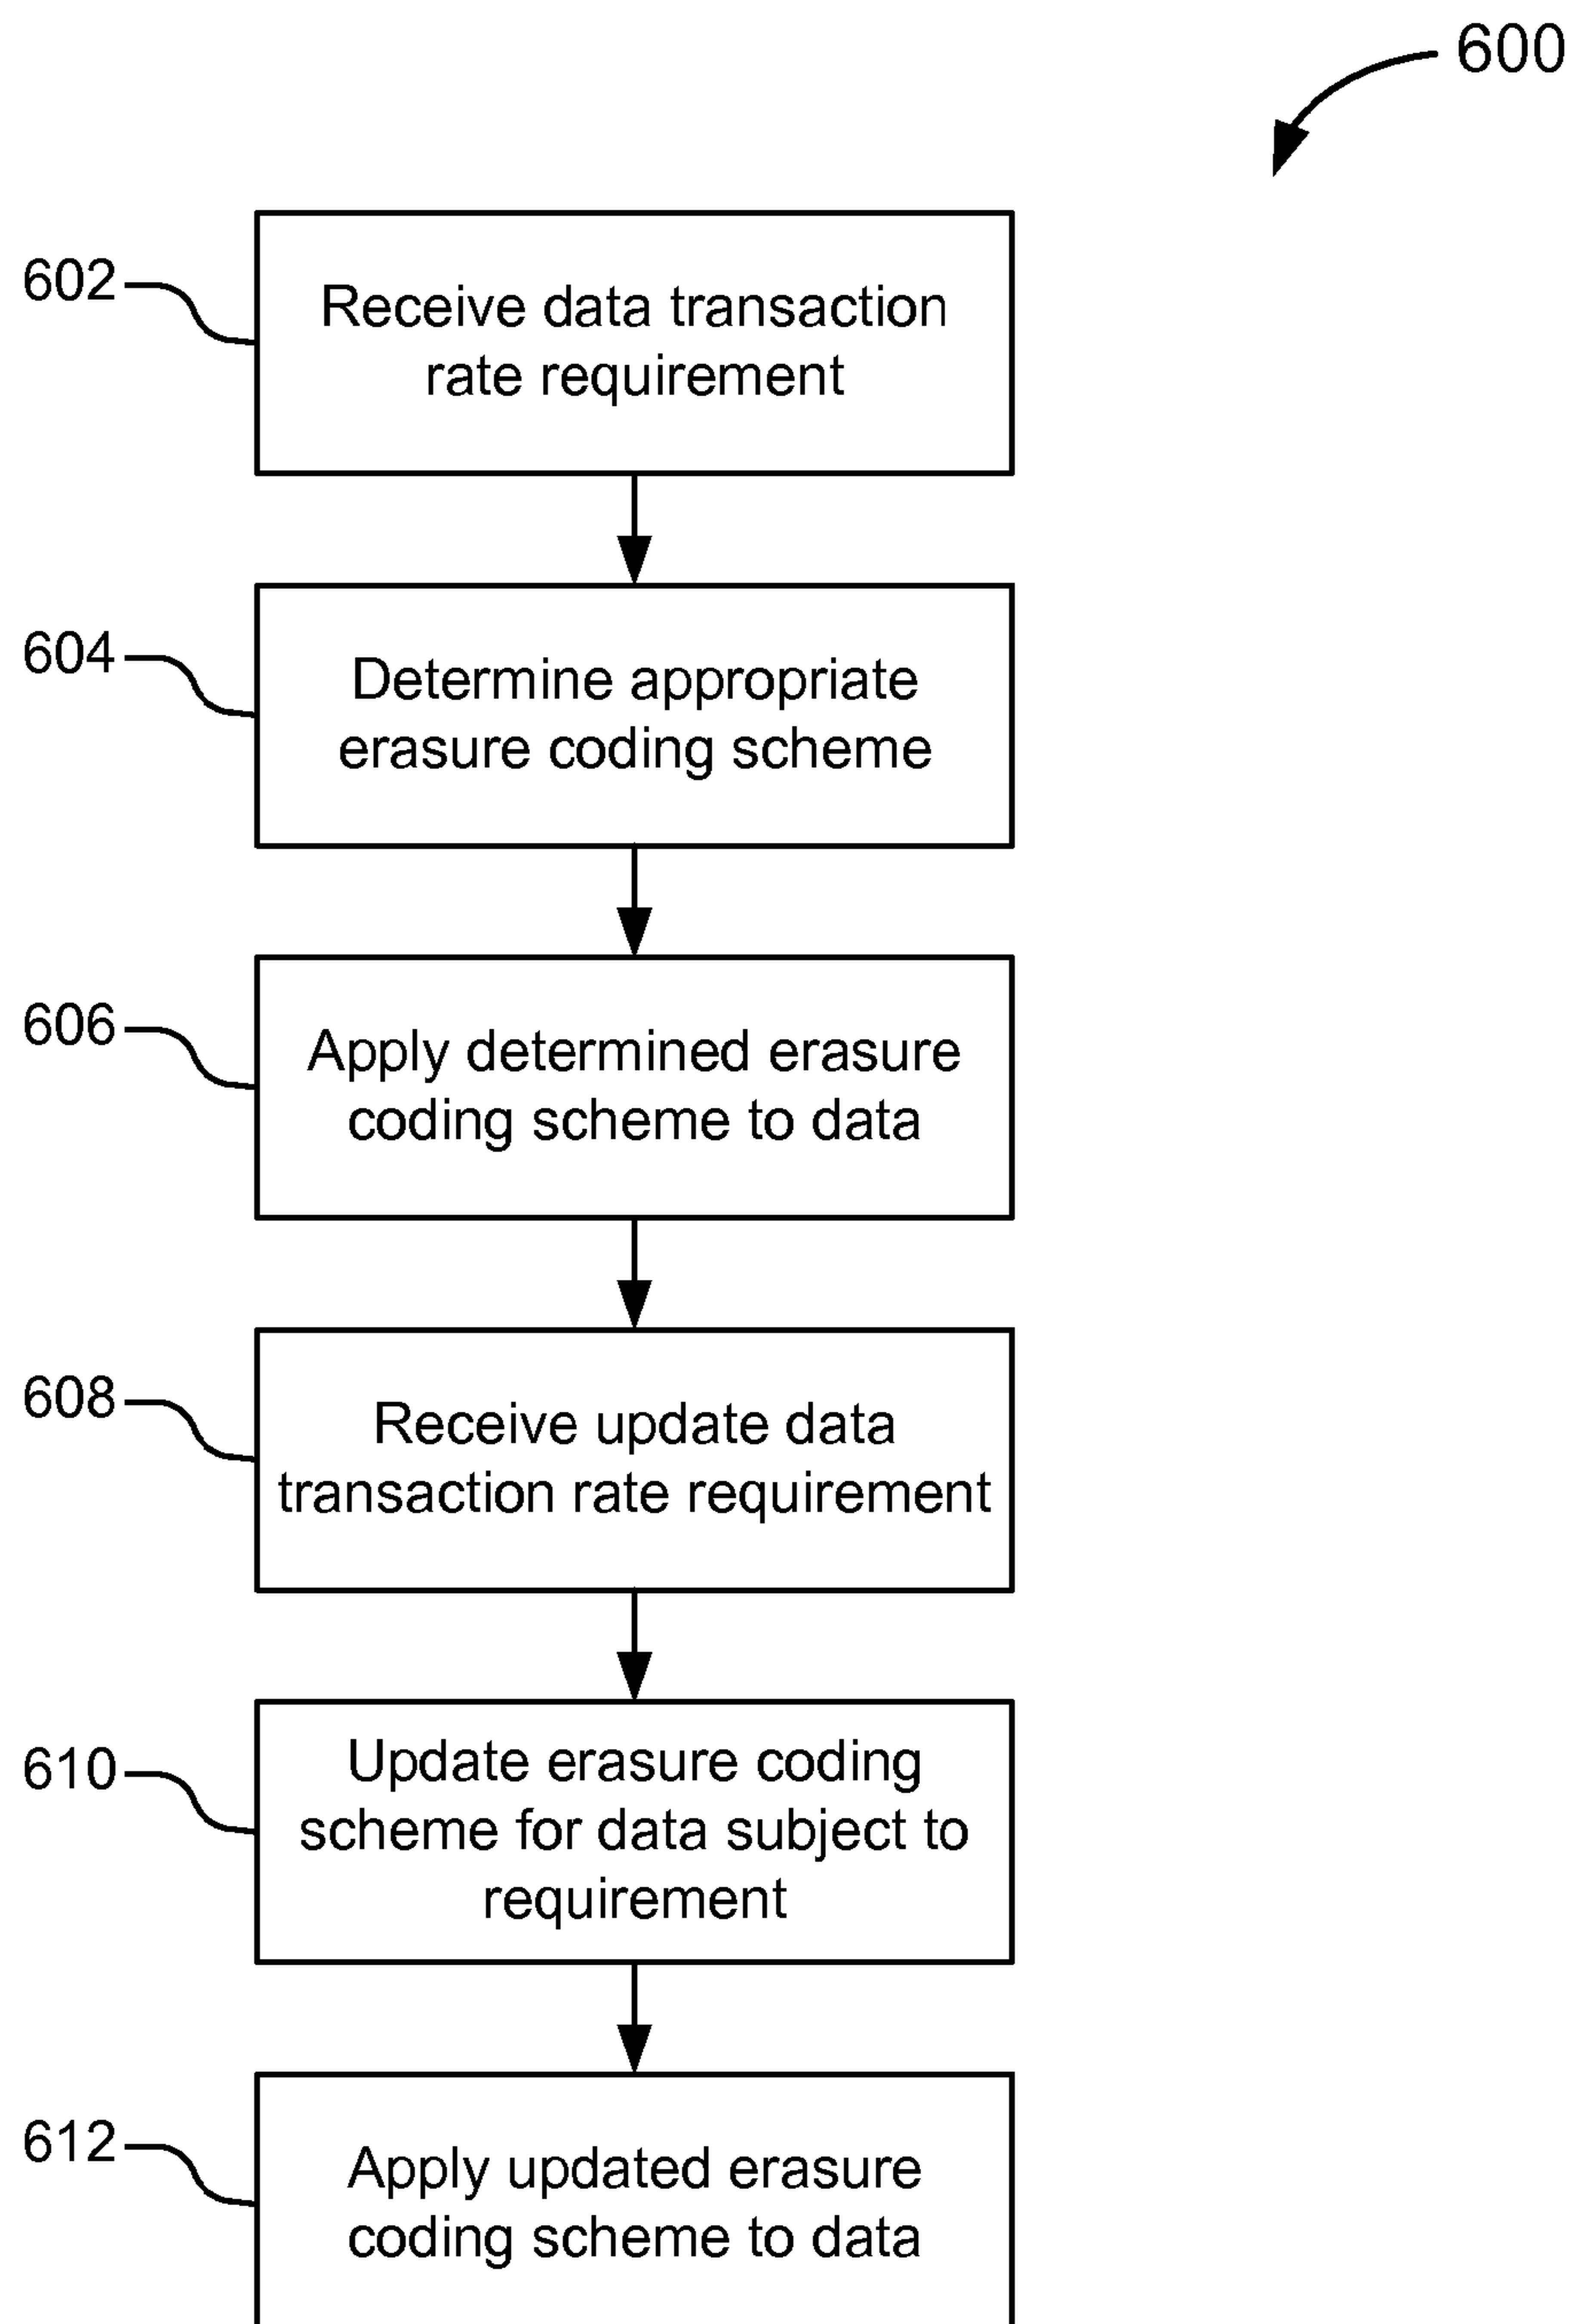 600
602
Receive data transaction
rate requirement
604
Determine appropriate
erasure coding scheme
606
Apply determined erasure
coding scheme to data
608
Receive update data
transaction rate requirement
610
Update erasure coding
scheme for data subject to
requirement
612
Apply updated erasure
coding scheme to data